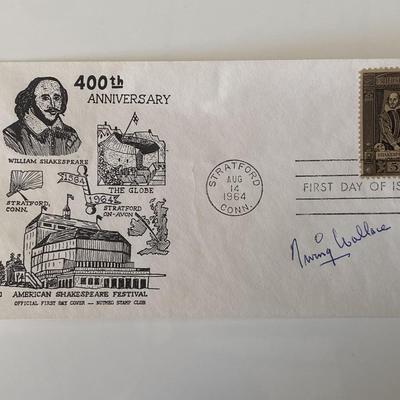 400th
ANNIVERSARY
WILLIAM SHAKESPEARE
THE GLOBE
1564
1964
STRATFORD,
CONN.
STRATFORD
ON-AVON
AMERICAN SHAKESPEARE FESTIVAL
OFFICIAL FIRST DAY COVER — NUTMEG STAMP CLUB
STRATFORD
AUG
14
1964
CONN.
FIRST DAY OF IS
Irving Wallace